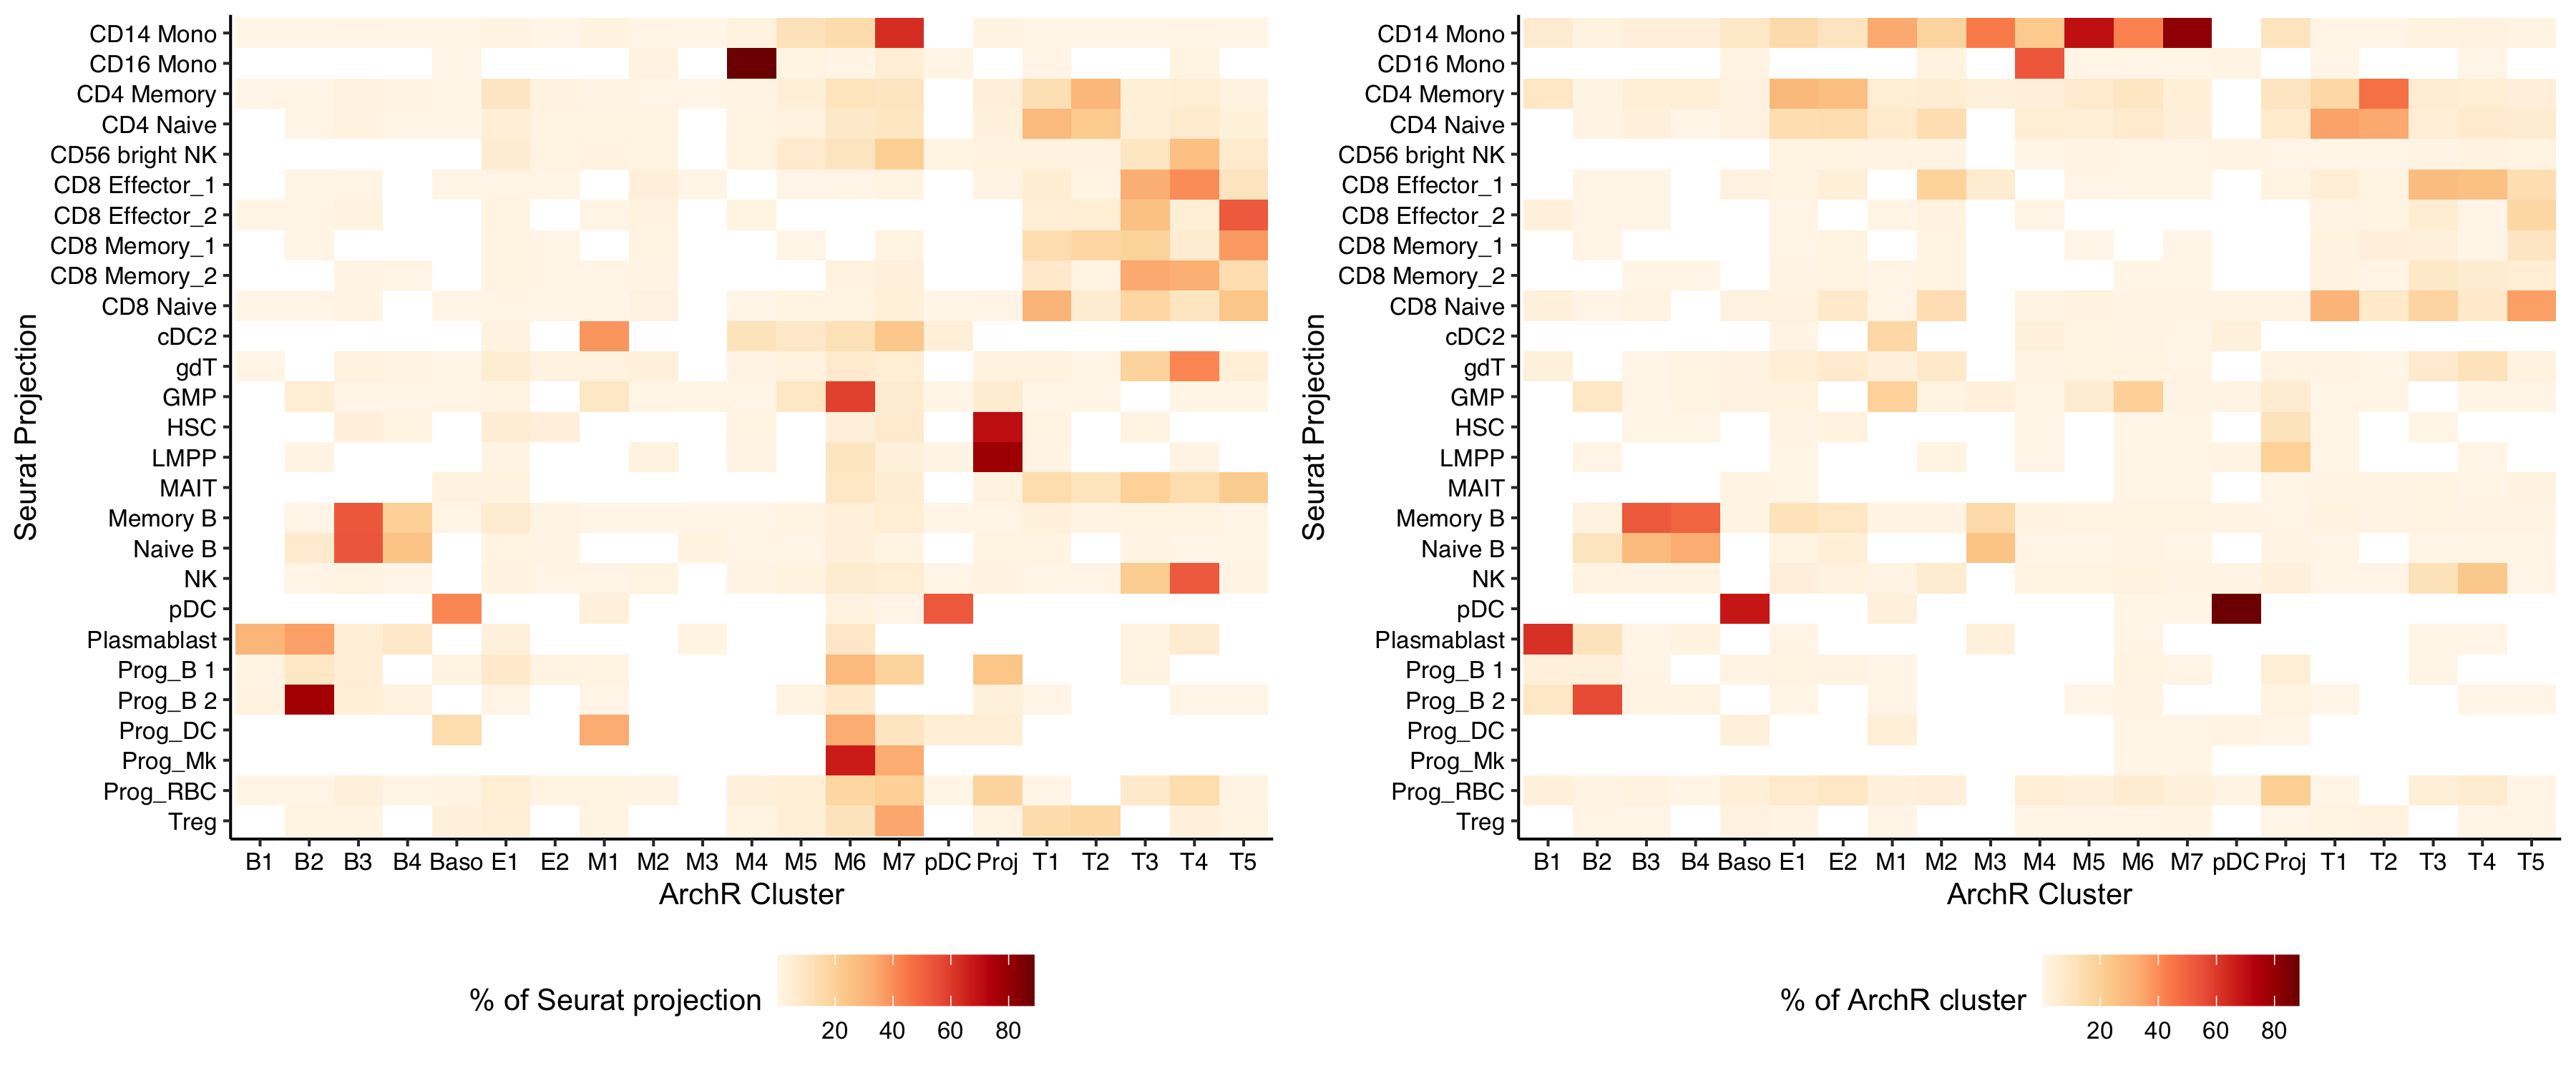 CD14 Mono
CD16 Mono
CD4 Memory
CD4 Naive
CD56 bright NK
CD8 Effector_1
CD8 Effector_2
CD8 Memory_1
CD8 Memory_2
CD8 Naive
cDC2
gdT
GMP
HSC
LMPP
MAIT
Memory B
Naive B
NK
pDC
Plasmablast
Prog_B 1
Prog_B 2
Prog_DC
Prog_Mk
Prog_RBC
Treg
Seurat Projection
B1 B2 B3 B4 Baso E1 E2 M1 M2 M3 M4 M5 M6 M7 pDC Proj T1 T2 T3 T4 T5
ArchR Cluster
% of Seurat projection
20 40 60 80
CD14 Mono
CD16 Mono
CD4 Memory
CD4 Naive
CD56 bright NK
CD8 Effector_1
CD8 Effector_2
CD8 Memory_1
CD8 Memory_2
CD8 Naive
cDC2
gdT
GMP
HSC
LMPP
MAIT
Memory B
Naive B
NK
pDC
Plasmablast
Prog_B 1
Prog_B 2
Prog_DC
Prog_Mk
Prog_RBC
Treg
Seurat Projection
B1 B2 B3 B4 Baso E1 E2 M1 M2 M3 M4 M5 M6 M7 pDC Proj T1 T2 T3 T4 T5
ArchR Cluster
% of ArchR cluster
20 40 60 80